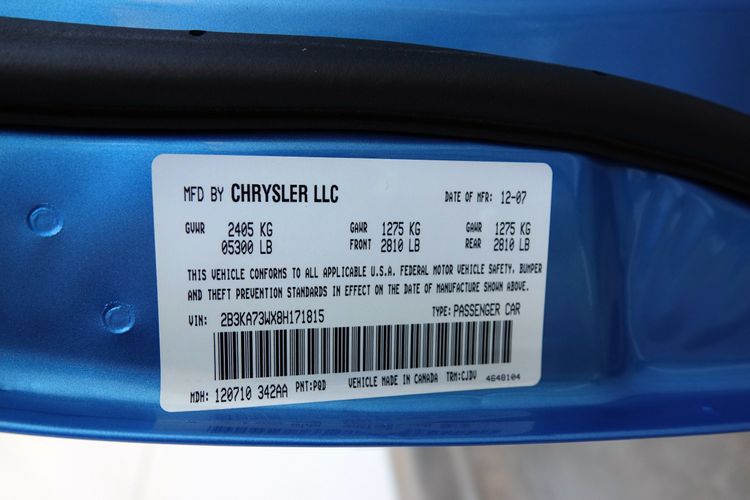 MFD BY CHRYSLER LLC DATE OF MFR: 12-07
GVWR 2405 KG GAWR 1275 KG GAWR 1275 KG
05300 LB FRONT 2810 LB REAR 2810 LB
THIS VEHICLE CONFORMS TO ALL APPLICABLE U.S.A. FEDERAL MOTOR VEHICLE SAFETY, BUMPER
AND THEFT PREVENTION STANDARDS IN EFFECT ON THE DATE OF MANUFACTURE SHOWN ABOVE.
VIN: 2B3KA73WX8H171815 TYPE: PASSENGER CAR
MDH: 120710 342AA PNT:PQD VEHICLE MADE IN CANADA TRM:CJDV 4648104